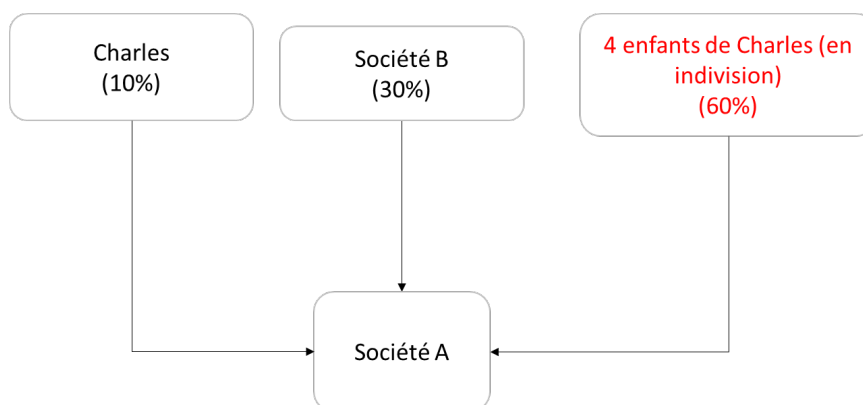 Charles
(10%)
Société B
(30%)
4 enfants de Charles (en
indivision)
(60%)
Société A